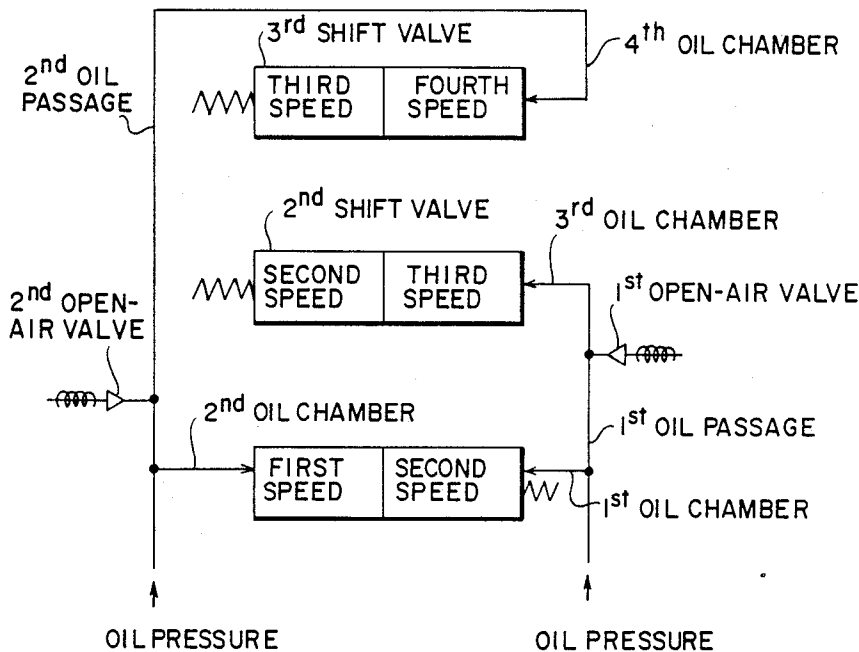 3rd SHIFT VALVE
4th OIL CHAMBER
2nd OIL
PASSAGE
THIRD
SPEED
FOURTH
SPEED
2nd SHIFT VALVE
3rd OIL CHAMBER
SECOND
SPEED
THIRD
SPEED
2nd OPEN-
AIR VALVE
1st OPEN-AIR VALVE
2nd OIL CHAMBER
1st OIL PASSAGE
FIRST
SPEED
SECOND
SPEED
1st OIL CHAMBER
OIL PRESSURE
OIL PRESSURE